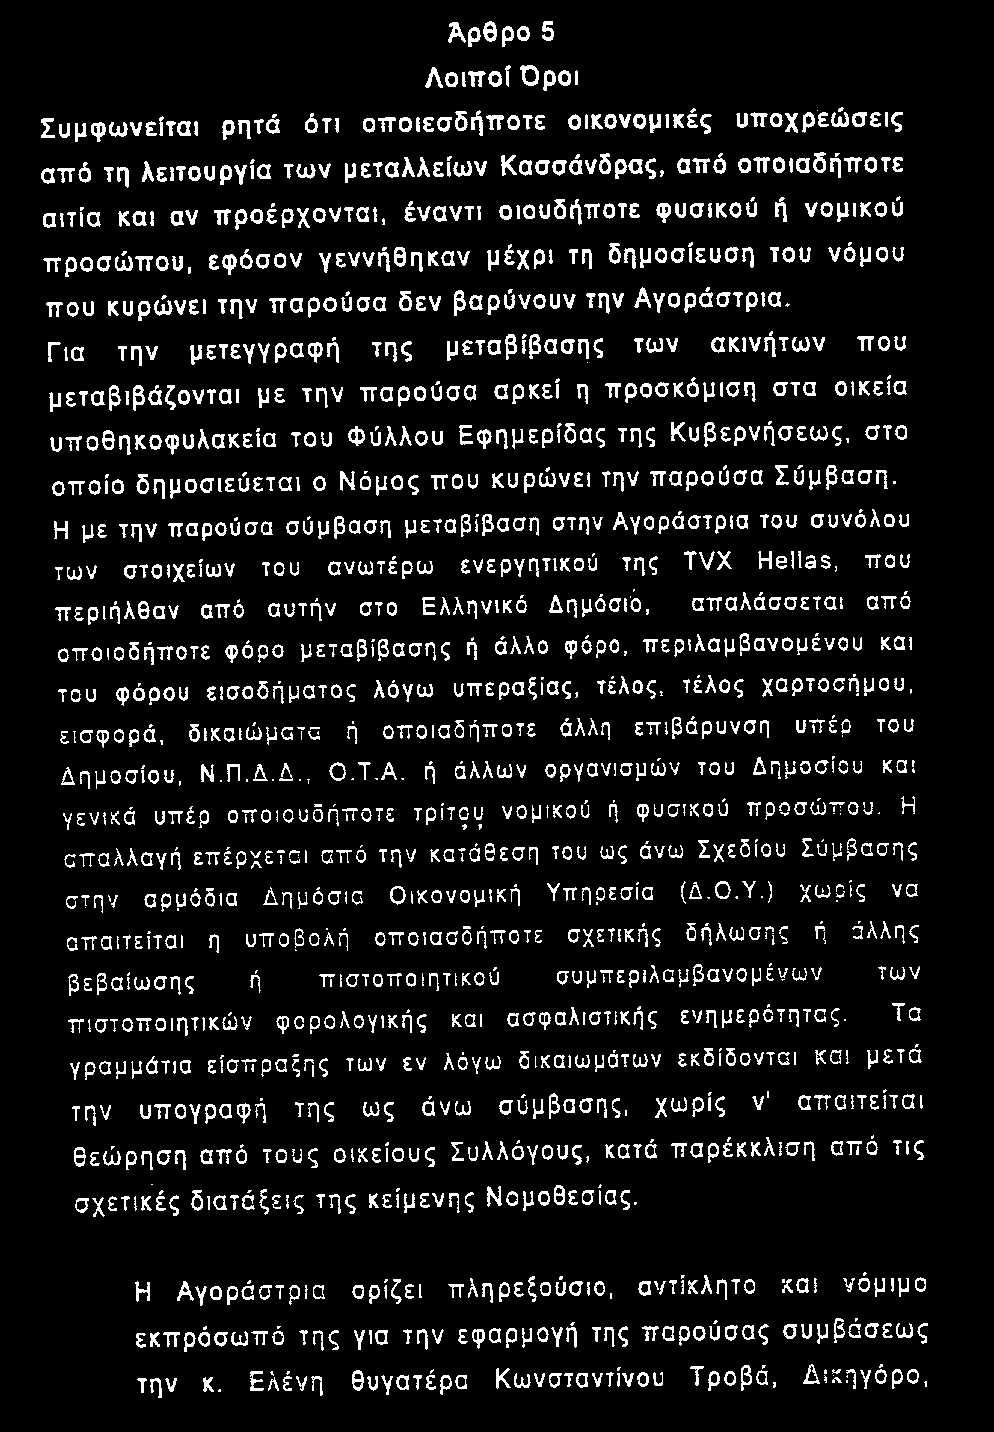 Άρθρο 5
Λοιποί Όροι
Συμφωνείται ρητά ότι οποιεσδήποτε οικονομικές υποχρεώσεις
από τη λειτουργία των μεταλλείων Κασσάνδρας, από οποιαδήποτε
αιτία και αν προέρχονται, έναντι οιουδήποτε φυσικού ή νομικού
προσώπου, εφόσον γεννήθηκαν μέχρι τη δημοσίευση του νόμου
που κυρώνει την παρούσα δεν βαρύνουν την Αγοράστρια.
Για την μετεγγραφή της μεταβίβασης των ακινήτων που
μεταβιβάζονται με την παρούσα αρκεί η προσκόμιση στα οικεία
υποθηκοφυλακεία του Φύλλου Εφημερίδας της Κυβερνήσεως, στο
οποίο δημοσιεύεται ο Νόμος που κυρώνει την παρούσα Σύμβαση.
Η με την παρούσα σύμβαση μεταβίβαση στην Αγοράστρια του συνόλου
των στοιχείων του ανωτέρω ενεργητικού της TVX Hellas, που
περιήλθαν από αυτήν στο Ελληνικό Δημόσιο, απαλάσσεται από
οποιοδήποτε φόρο μεταβίβασης ή άλλο φόρο, περιλαμβανομένου και
του φόρου εισοδήματος λόγω υπεραξίας, τέλος, τέλος χαρτοσήμου,
εισφορά, δικαιώματα ή οποιαδήποτε άλλη επιβάρυνση υπέρ του
Δημοσίου, Ν.Π.Δ.Δ., Ο.Τ.Α. ή άλλων οργανισμών του Δημοσίου και
γενικά υπέρ οποιουδήποτε τρίτου νομικού ή φυσικού προσώπου. Η
απαλλαγή επέρχεται από την κατάθεση του ως άνω Σχεδίου Σύμβασης
στην αρμόδια Δημόσια Οικονομική Υπηρεσία (Δ.Ο.Υ.) χωρίς να
απαιτείται η υποβολή οποιασδήποτε σχετικής δήλωσης ή άλλης
βεβαίωσης ή πιστοποιητικού συμπεριλαμβανομένων των
πιστοποιητικών φορολογικής και ασφαλιστικής ενημερότητας. Τα
γραμμάτια είσπραξης των εν λόγω δικαιωμάτων εκδίδονται και μετά
την υπογραφή της ως άνω σύμβασης, χωρίς ν' απαιτείται
θεώρηση από τους οικείους Συλλόγους, κατά παρέκκλιση από τις
σχετικές διατάξεις της κείμενης Νομοθεσίας.
Η Αγοράστρια ορίζει πληρεξούσιο, αντίκλητο και νόμιμο
εκπρόσωπό της για την εφαρμογή της παρούσας συμβάσεως
την κ. Ελένη θυγατέρα Κωνσταντίνου Τροβά, Δικηγόρο,